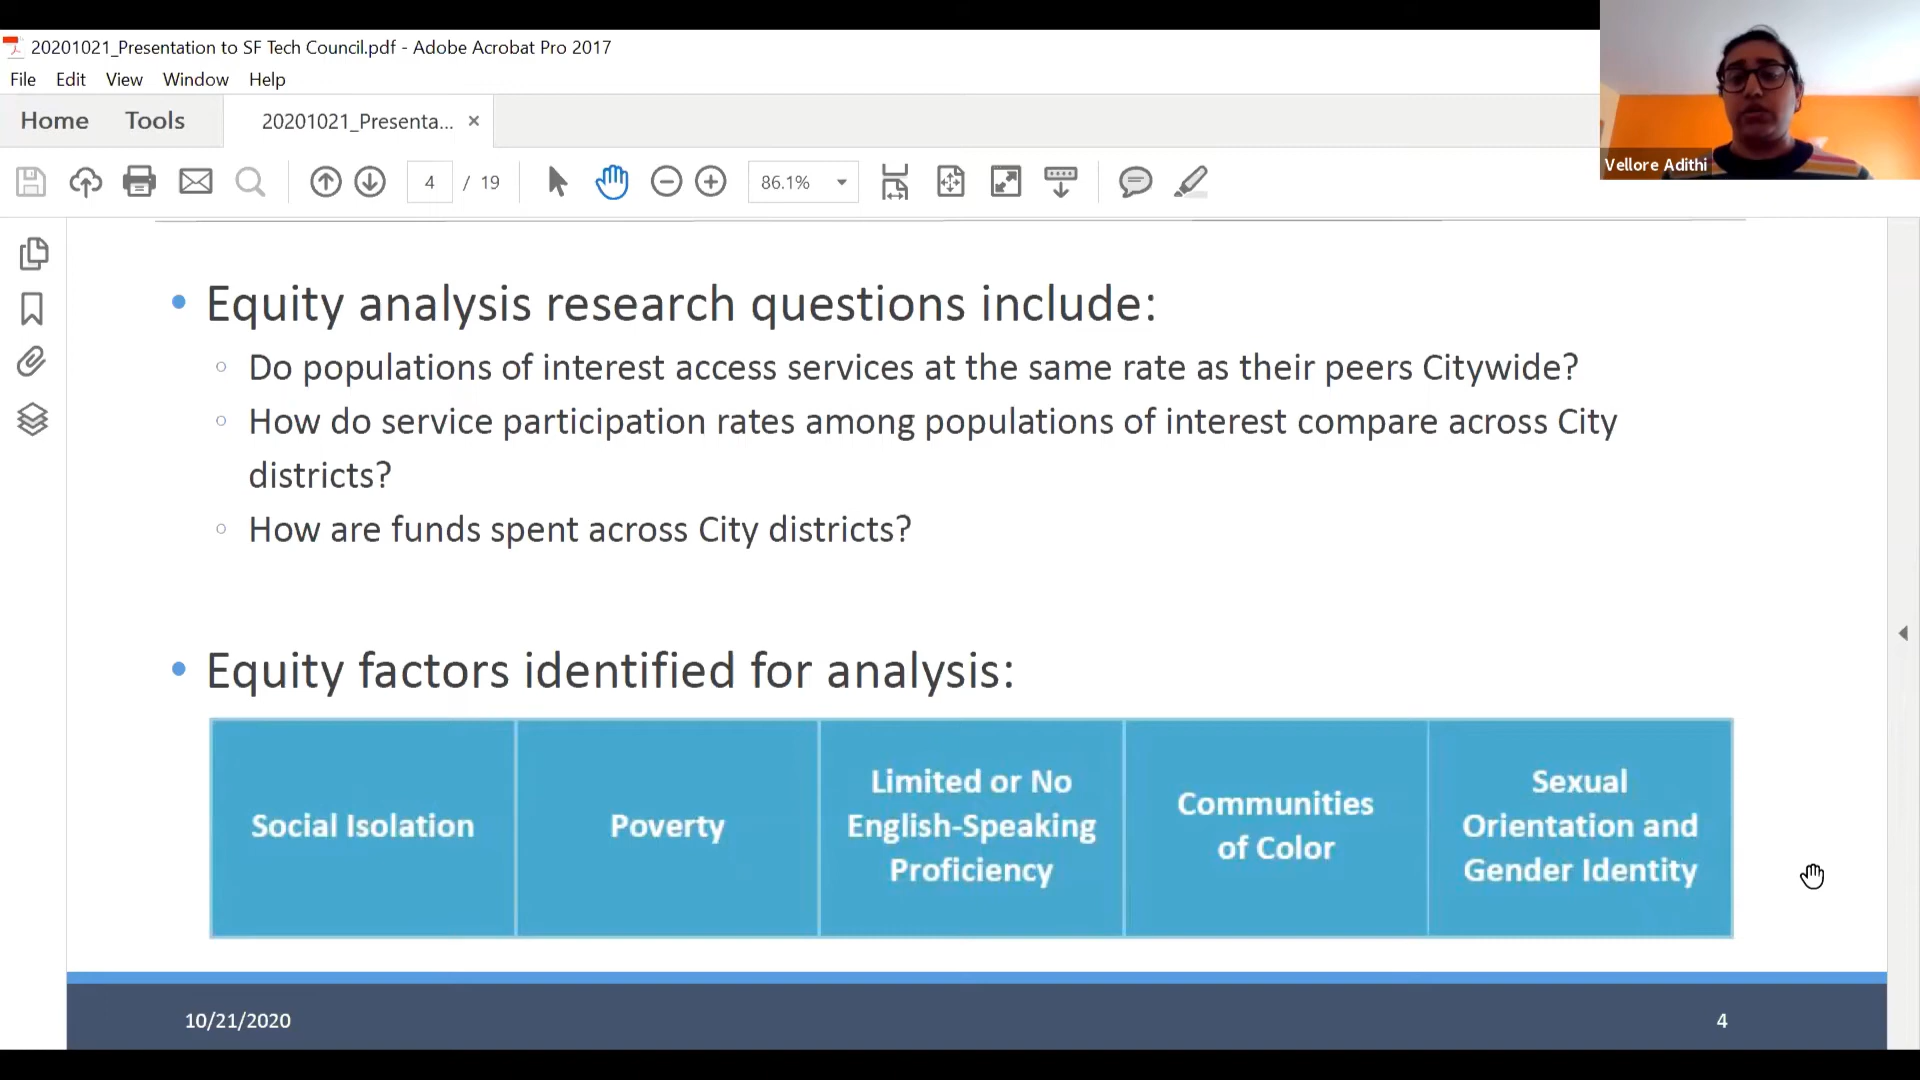 20201021_Presentation to SF Tech Council.pdf - Adobe Acrobat Pro 2017
File Edit View Window Help
Home Tools 20201021_Presenta... ×
4 / 19 86.1%
Vellore Adithi
• Equity analysis research questions include:
○ Do populations of interest access services at the same rate as their peers Citywide?
○ How do service participation rates among populations of interest compare across City
districts?
○ How are funds spent across City districts?
• Equity factors identified for analysis:
Social Isolation
Poverty
Limited or No
English-Speaking
Proficiency
Communities
of Color
Sexual
Orientation and
Gender Identity
10/21/2020 4